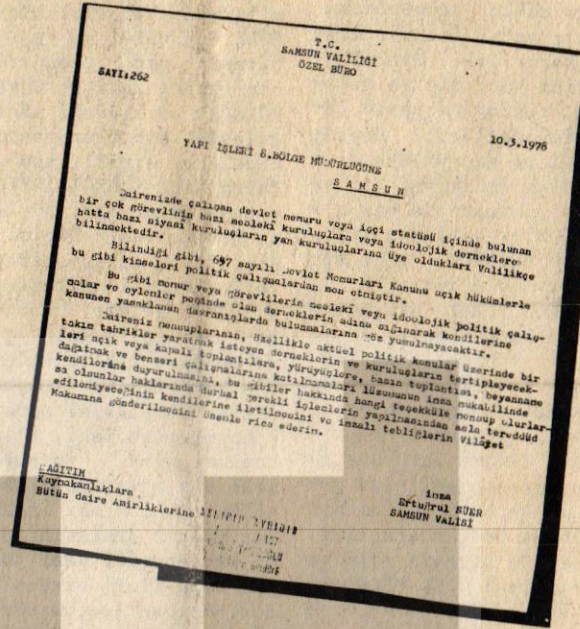 T.C.
SAMSUN VALİLİĞİ
ÖZEL BÜRO
SAYI:262
10.3.1978
YAPI İŞLERİ 8.BÖLGE MÜDÜRLÜĞÜNE
SAMSUN
Dairenizde çalışan devlet memuru veya işçi statüsü içinde bulunan
bir çok görevlinin bazı mesleki kuruluşlara veya ideolojik derneklere
hatta bazı siyasi kuruluşların yan kuruluşlarına üye oldukları Valilikçe
bilinmektedir.
Bilindiği gibi, 657 sayılı Devlet Memurları Kanunu açık hükümlerle
bu gibi kimseleri politik çalışmalardan men etmiştir.
Bu gibi memur veya görevlilerin mesleki veya ideolojik politik çalış-
malar ve eylemler peşinde olan derneklerin adına sığınarak kendilerine
kanunen yasaklanan davranışlarda bulunmalarına göz yumulmayacaktır.
Daireniz mensuplarının, özellikle aktüel politik konular üzerinde bir
takım tahrikler yaratmak isteyen derneklerin ve kuruluşların tertipleyecek-
leri açık veya kapalı toplantılara, yürüyüşlere, basın toplantısı, beyanname
dağıtmak ve benzeri çalışmalarına katılmamaları lüzumunun imza mukabilinde
kendilerine duyurulmasını, bu gibiler hakkında hangi teşekküle mensup olurlar-
sa olsunlar haklarında derhal gerekli işlemlerin yapılmasından asla tereddüd
edilmiyeceğinin kendilerine iletilmesini ve imzalı tebliğlerin Vilâyet
Makamına gönderilmesini önemle rica ederim.
DAĞITIM
Kaymakamlıklara
Bütün daire Amirliklerine
imza
Ertuğrul SÜER
SAMSUN VALİSİ